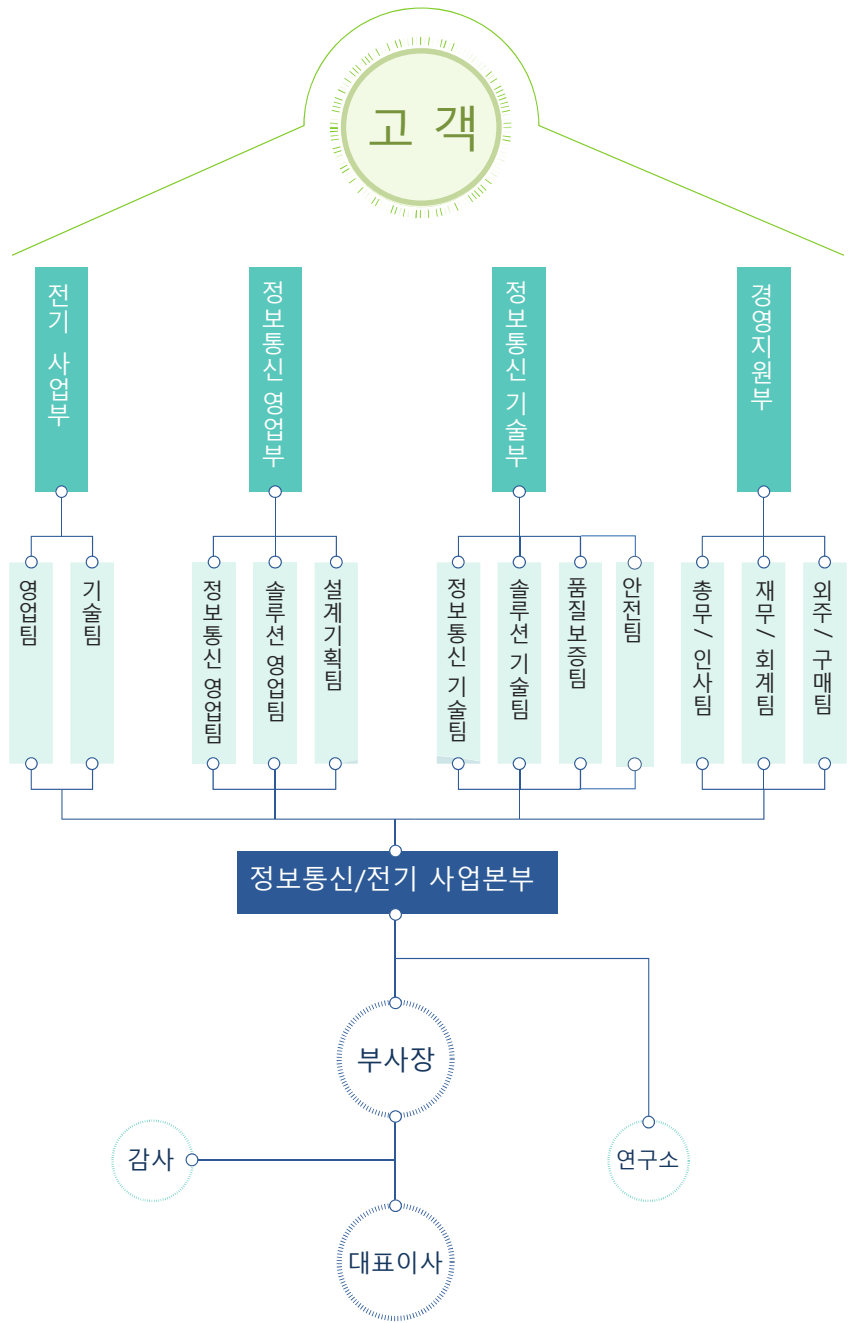 고 객
전기 사업부
정보통신 영업부
정보통신 기술부
경영지원부
영업팀
기술팀
정보통신 영업팀
솔루션 영업팀
설계기획팀
정보통신 기술팀
솔루션 기술팀
품질보증팀
안전팀
총무/ 인사팀
재무/ 회계팀
외주/ 구매팀
정보통신/전기 사업본부
부사장
감사
연구소
대표이사